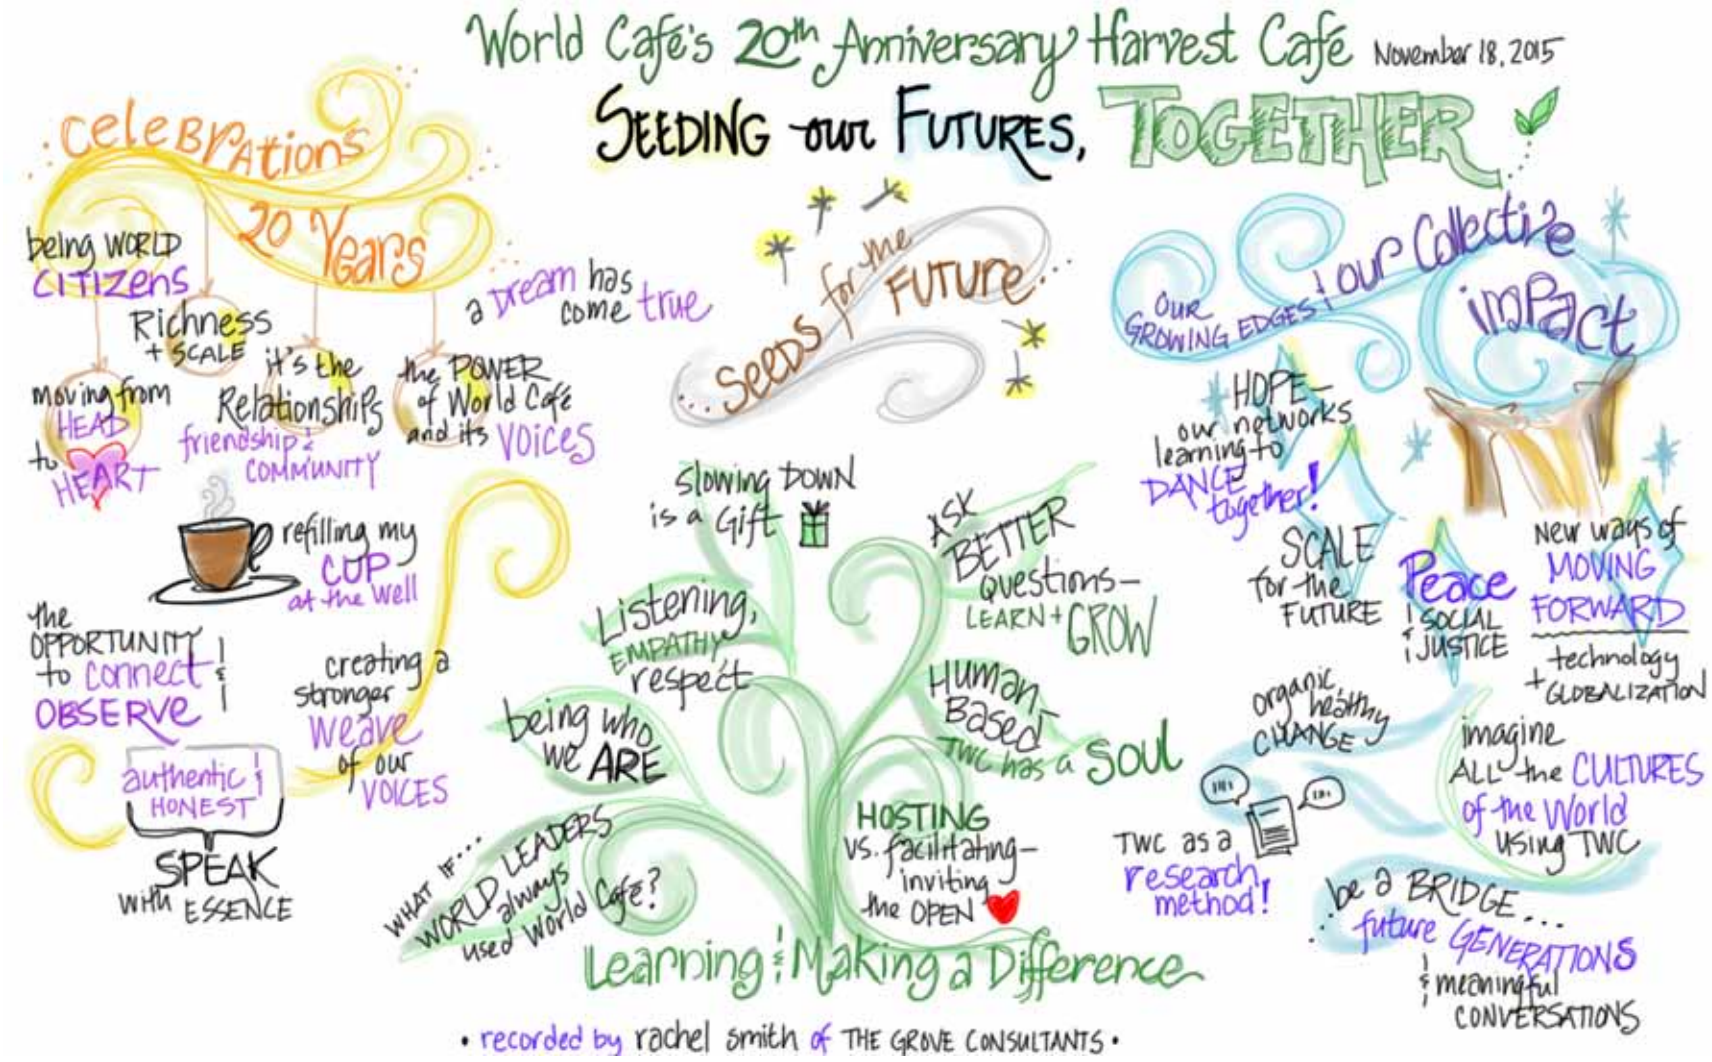 World Café's 20th Anniversary Harvest Café November 18, 2015
SEEDING our FUTURES, TOGETHER
CELEBRATIONS
20 Years
being WORLD
CITIZENS
Richness
+ SCALE
moving from
HEAD
to
HEART
it's the
Relationships
friendship &
COMMUNITY
the POWER
of World Café
and its VOICES
a DREAM has
come true
refilling my
CUP
at the well
the
OPPORTUNITY
to connect &
OBSERVE
authentic &
HONEST
SPEAK
with ESSENCE
creating a
stronger
Weave
of our
VOICES
Seeds for the
FUTURE...
slowing DOWN
is a Gift
Listening,
EMPATHY
respect
being who
we ARE
WHAT IF...
WORLD LEADERS
always
used World Café?
ASK
BETTER
Questions-
LEARN + GROW
Human-
Based
TWC has a SOUL
HOSTING
vs. facilitating-
inviting
the OPEN
Learning & Making a Difference
OUR
GROWING EDGES & our Collective
impact
HOPE-
our networks
learning to
DANCE
together!
SCALE
for the
FUTURE
Peace
& SOCIAL
JUSTICE
New ways of
MOVING
FORWARD
technology
+ GLOBALIZATION
organic,
healthy
CHANGE
TWC as a
research
method!
imagine
ALL the CULTURES
of the World
using TWC
be a BRIDGE...
future GENERATIONS
& meaningful
CONVERSATIONS
• recorded by rachel smith of THE GROVE CONSULTANTS •